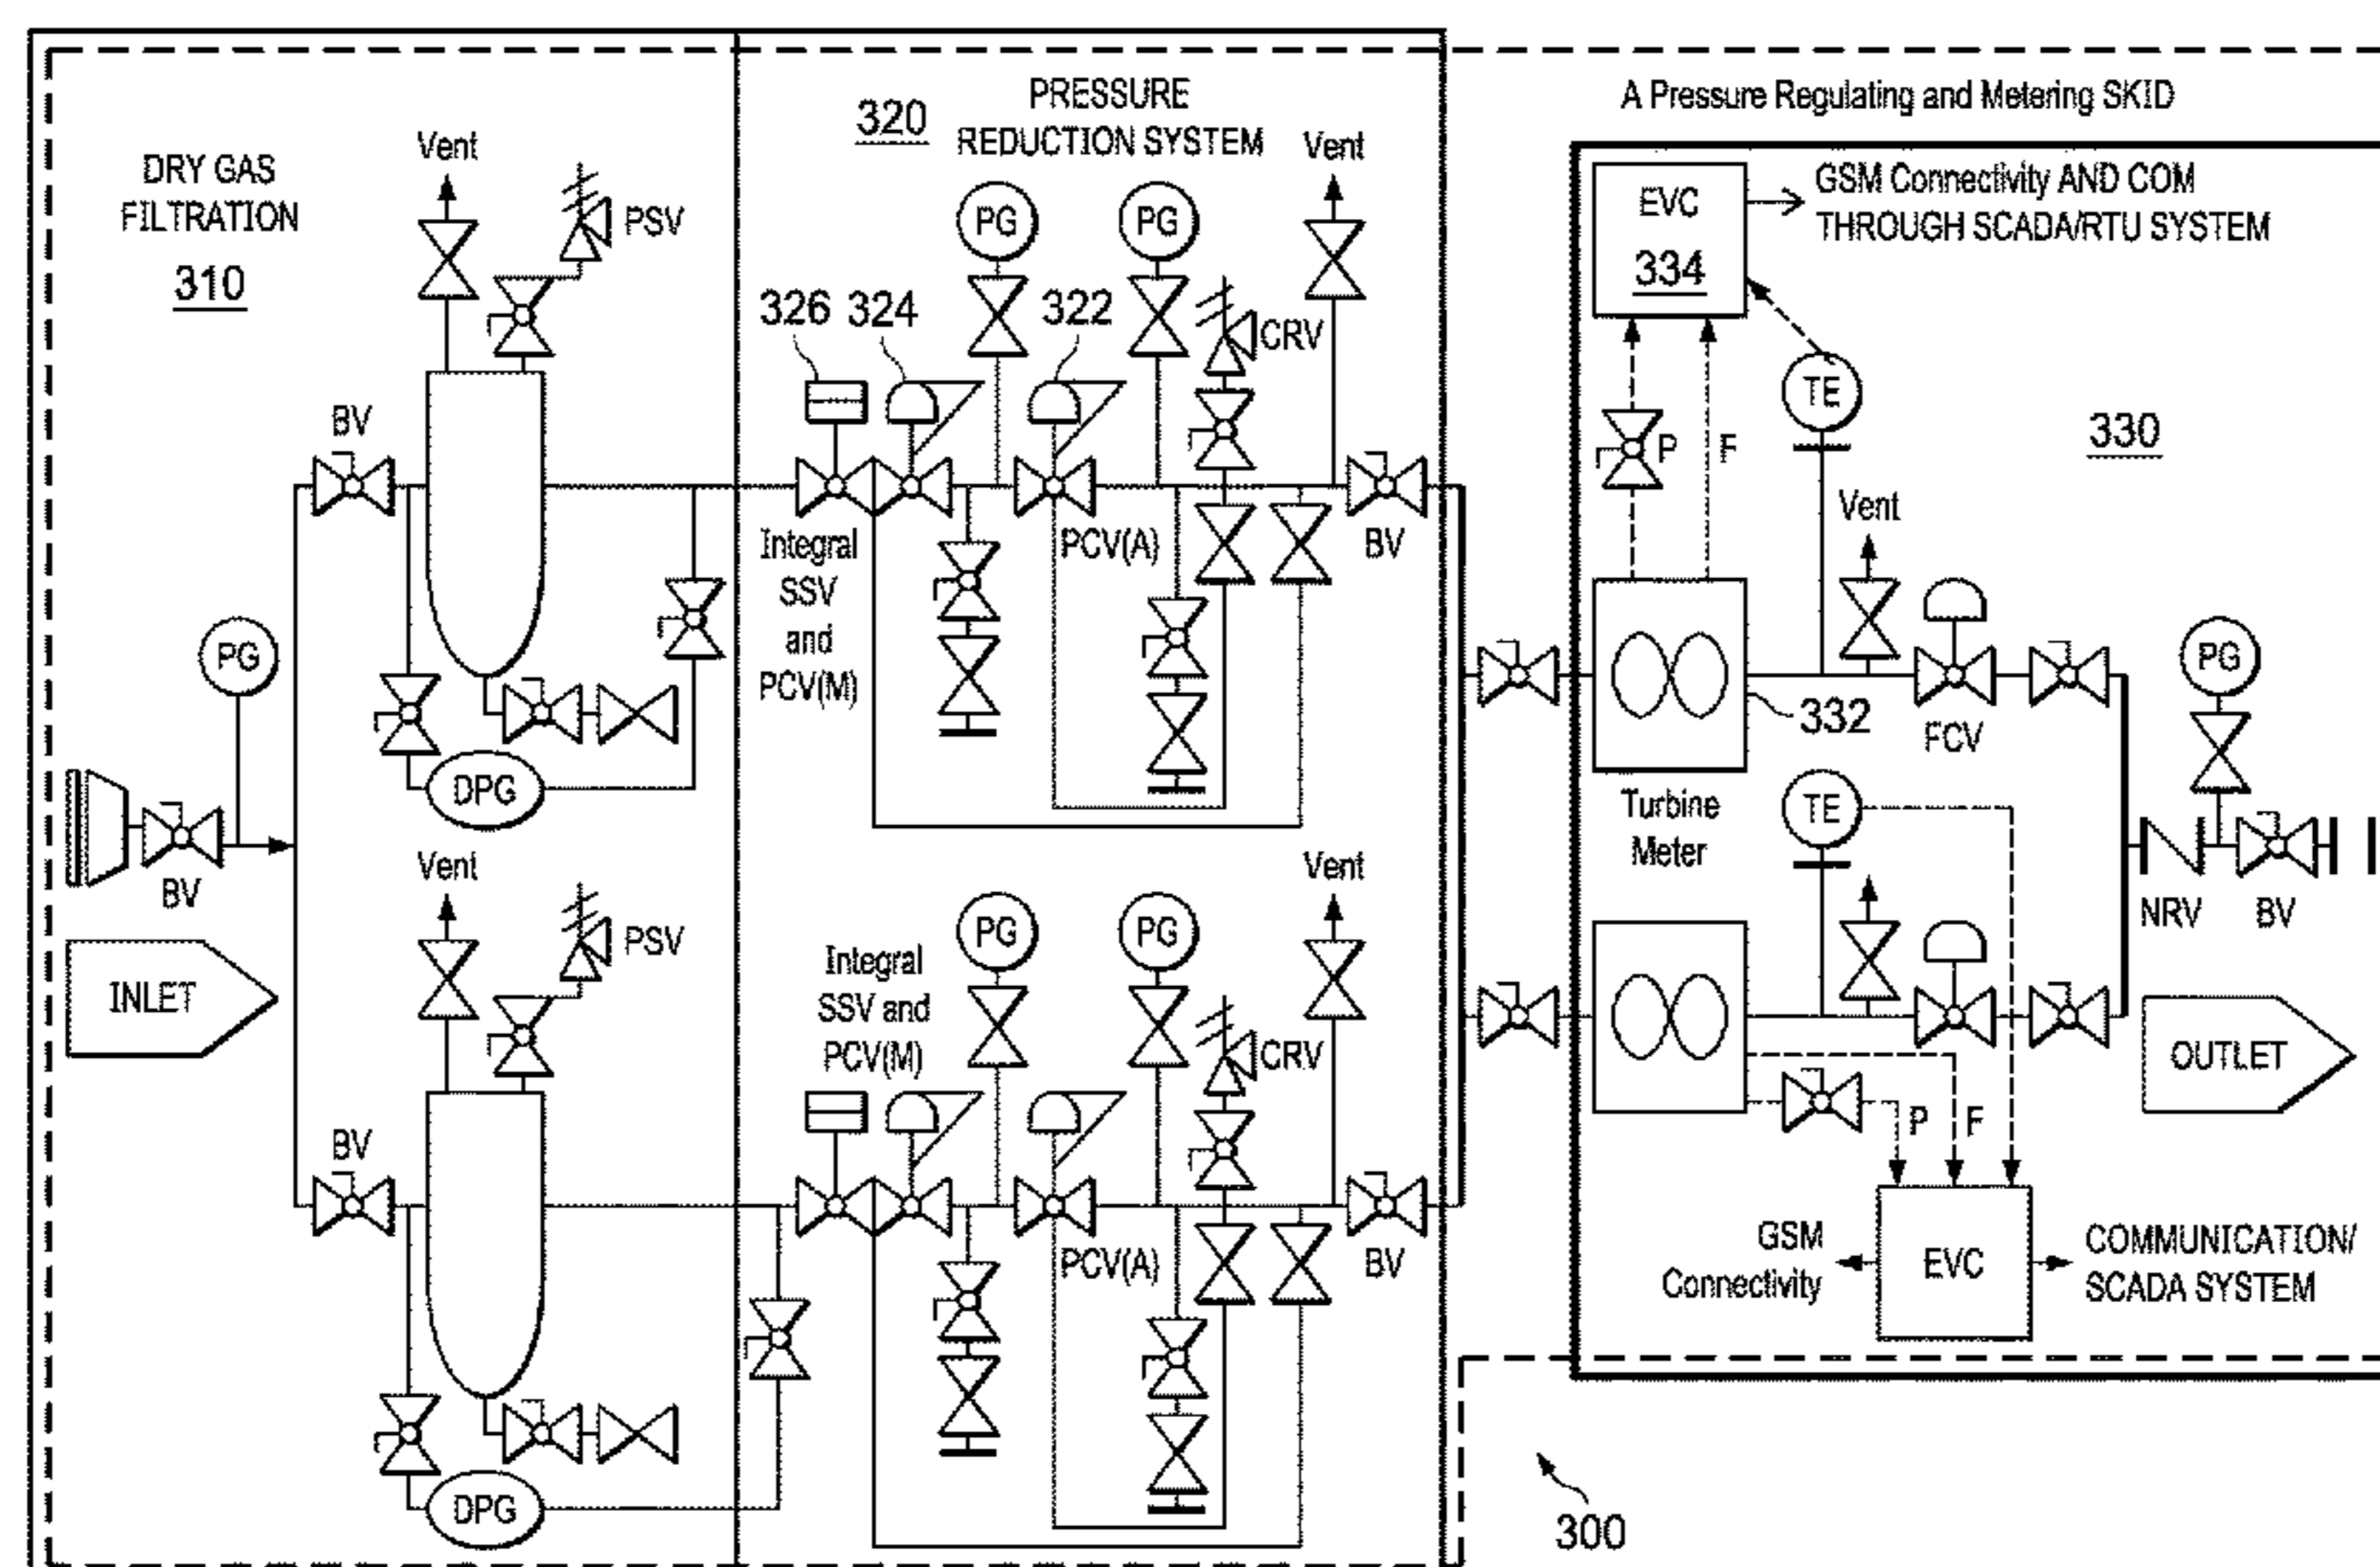 A Pressure Regulating and Metering SKID
DRY GAS
FILTRATION
310
Vent
PSV
BV
PG
BV
DPG
INLET
Vent
PSV
BV
DPG
320
PRESSURE
REDUCTION SYSTEM
Vent
PG
PG
326
324
322
CRV
Integral
SSV
and
PCV(M)
PCV(A)
BV
Vent
PG
PG
Integral
SSV and
PCV(M)
CRV
PCV(A)
BV
EVC
334
GSM Connectivity AND COM
THROUGH SCADA/RTU SYSTEM
TE
P
F
330
Vent
332
FCV
PG
Turbine
Meter
TE
NRV
BV
OUTLET
P
F
GSM
Connectivity
EVC
COMMUNICATION/
SCADA SYSTEM
300